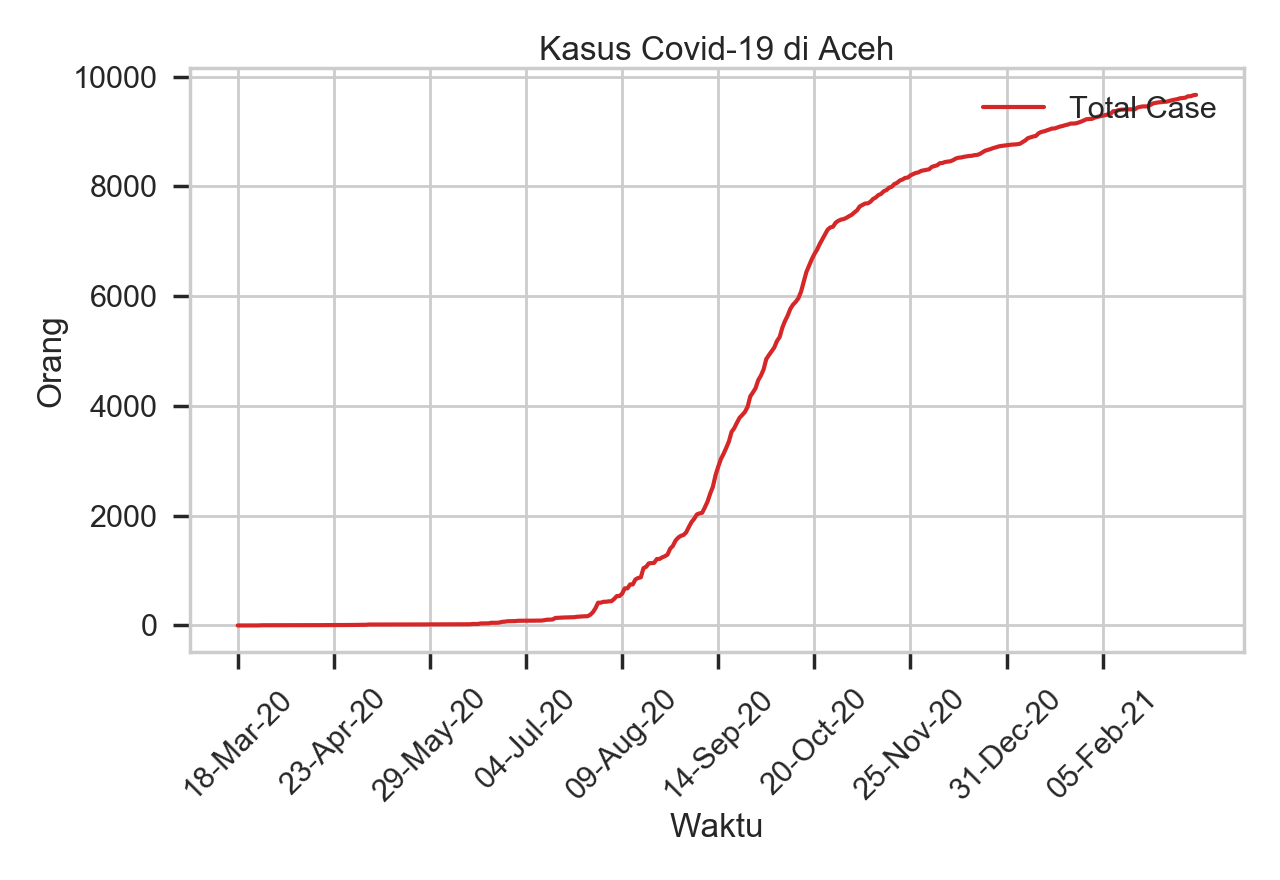 Kasus Covid-19 di Aceh
Total Case
10000
8000
6000
4000
2000
0
Orang
18-Mar-20
23-Apr-20
29-May-20
04-Jul-20
09-Aug-20
14-Sep-20
20-Oct-20
25-Nov-20
31-Dec-20
05-Feb-21
Waktu